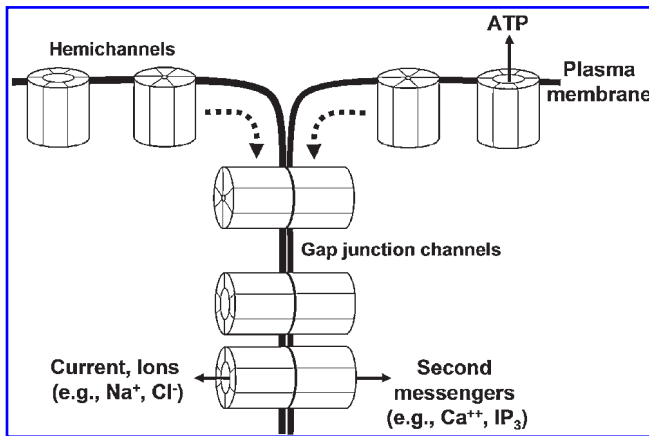 ATP
Hemichannels
Plasma
membrane
Gap junction channels
Current, Ions
(e.g., Na⁺, Cl⁻)
Second
messengers
(e.g., Ca⁺⁺, IP₃)